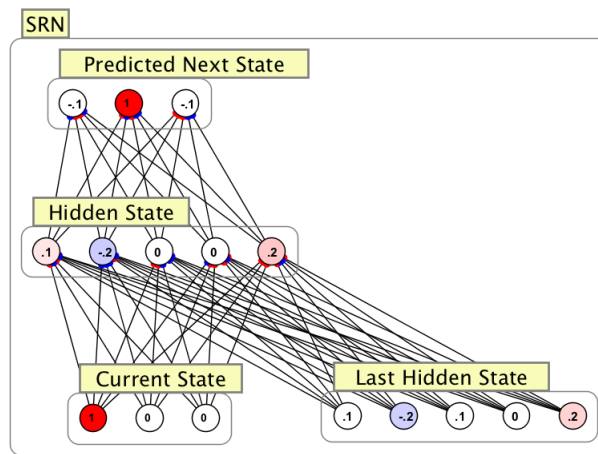 SRN
Predicted Next State
-.1 1 -.1
Hidden State
.1 -.2 0 0 .2
Current State
Last Hidden State
1 0 0
.1 -.2 .1 0 .2